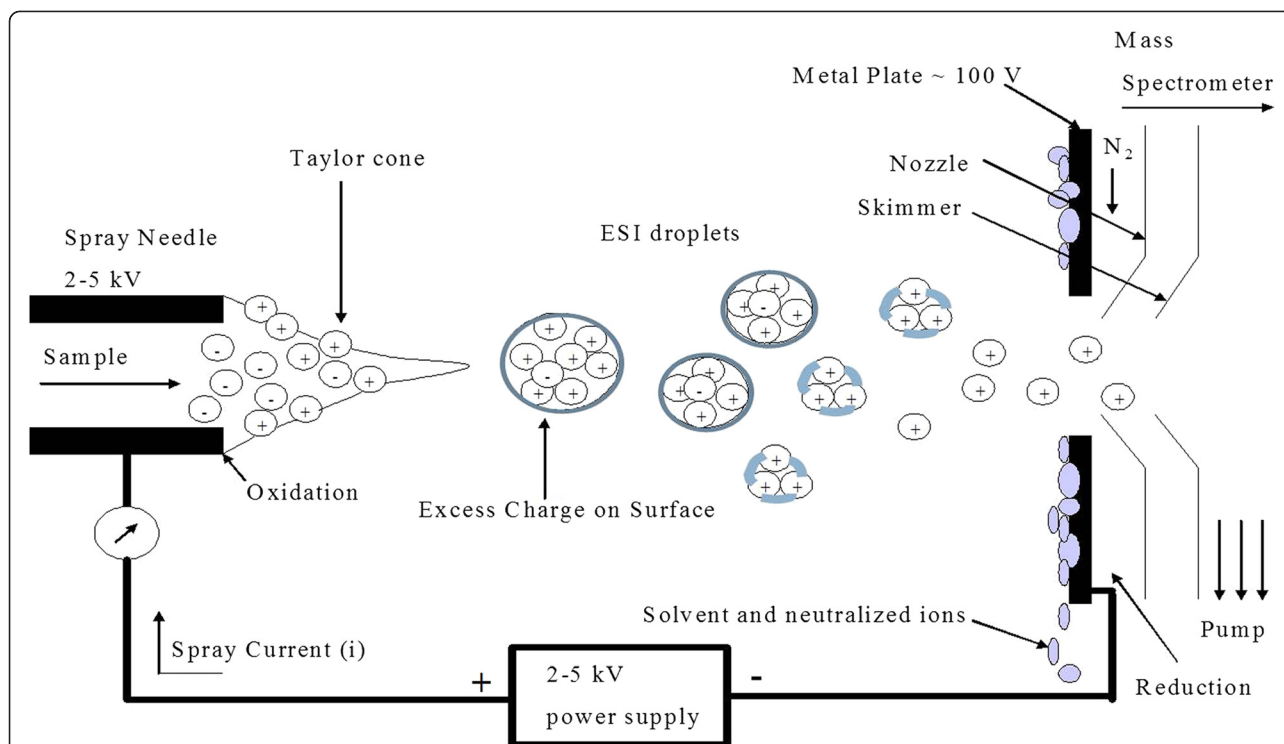 Mass
Spectrometer
Metal Plate ~ 100 V
N2
Nozzle
Skimmer
Taylor cone
Spray Needle
2-5 kV
ESI droplets
Sample
Oxidation
Excess Charge on Surface
Solvent and neutralized ions
Pump
Reduction
Spray Current (i)
+
2-5 kV
power supply
-